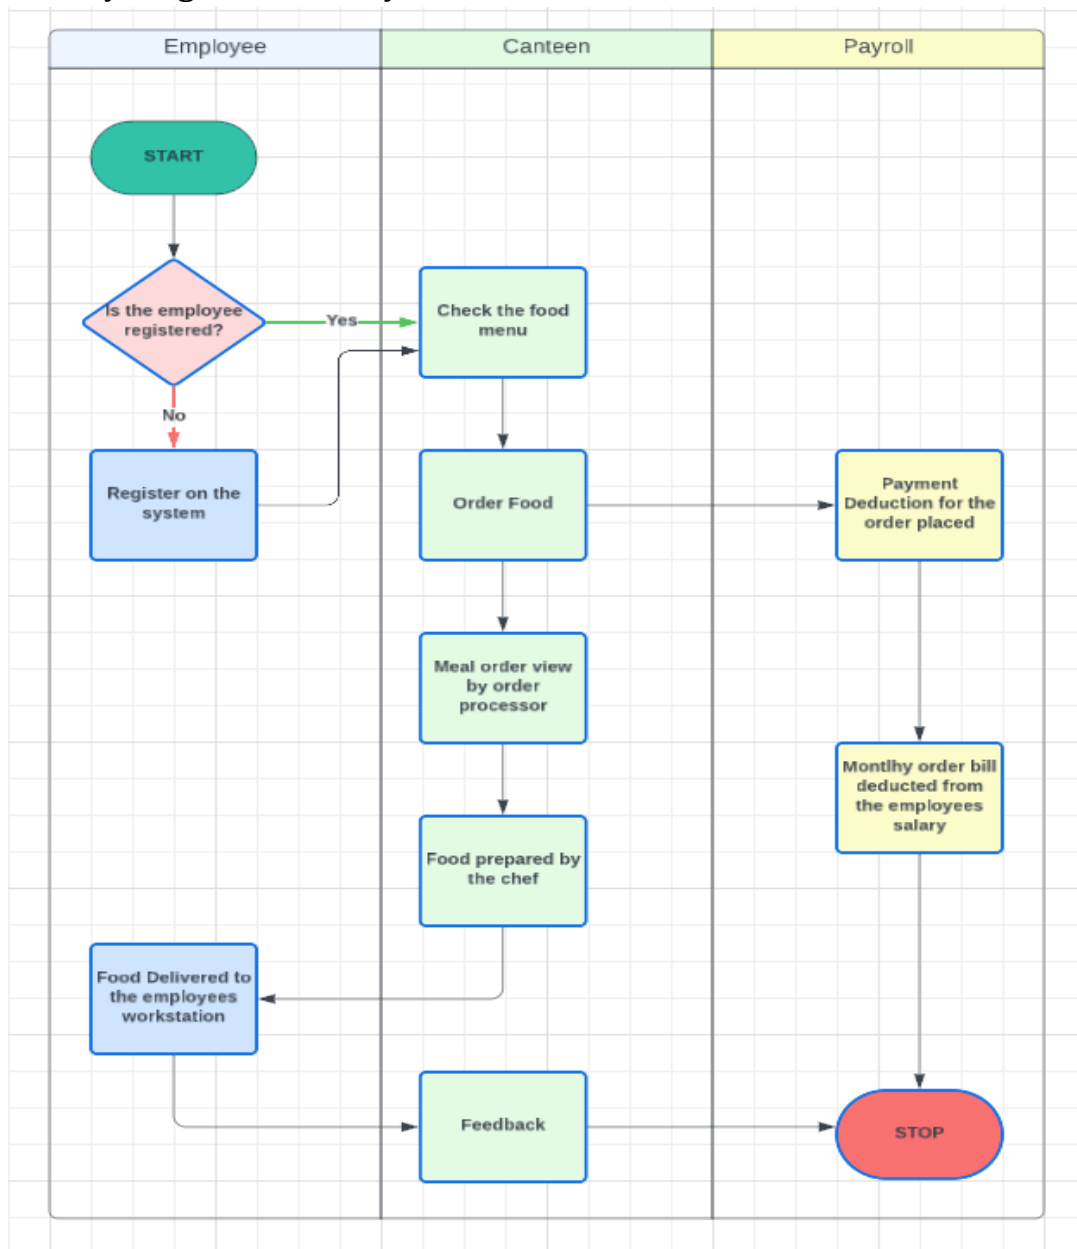 Employee
Canteen
Payroll
START
Is the employee
registered?
Yes
No
Check the food
menu
Register on the
system
Order Food
Payment
Deduction for the
order placed
Meal order view
by order
processor
Montlhy order bill
deducted from
the employees
salary
Food prepared by
the chef
Food Delivered to
the employees
workstation
Feedback
STOP